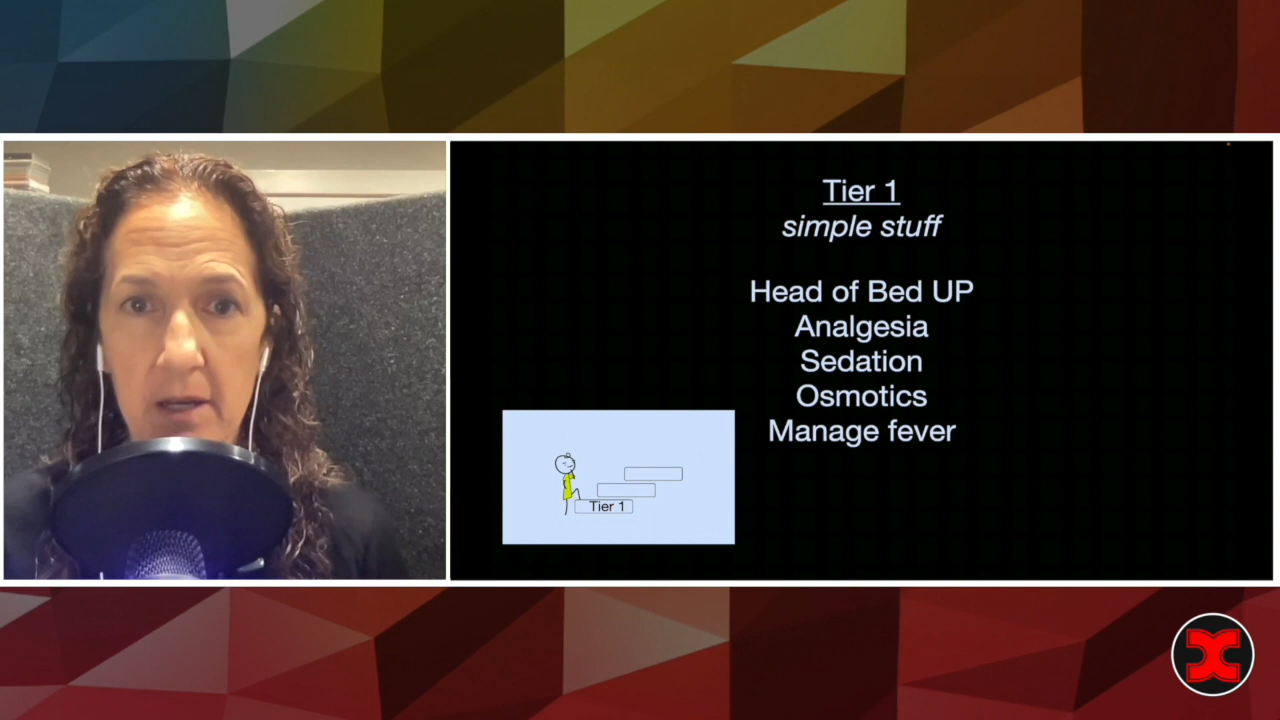 Tier 1
simple stuff
Head of Bed UP
Analgesia
Sedation
Osmotics
Manage fever
Tier 1